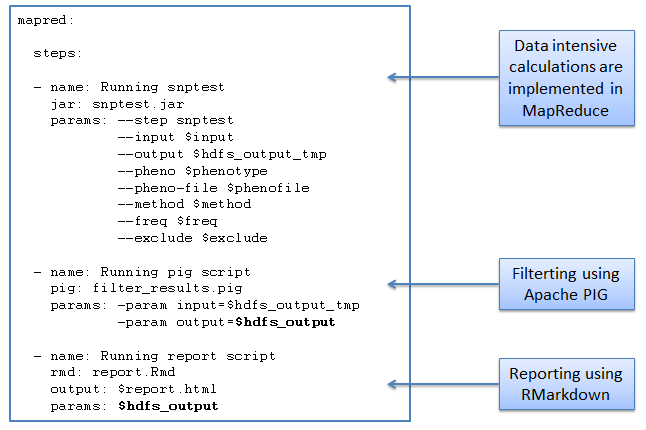 mapred:
steps:
- name: Running snptest
jar: snptest.jar
params: --step snptest
--input $input
--output $hdfs_output_tmp
--pheno $phenotype
--pheno-file $phenofile
--method $method
--freq $freq
--exclude $exclude
- name: Running pig script
pig: filter_results.pig
params: -param input=$hdfs_output_tmp
-param output=$hdfs_output
- name: Running report script
rmd: report.Rmd
output: $report.html
params: $hdfs_output
Data intensive
calculations are
implemented in
MapReduce
Filterting using
Apache PIG
Reporting using
RMarkdown